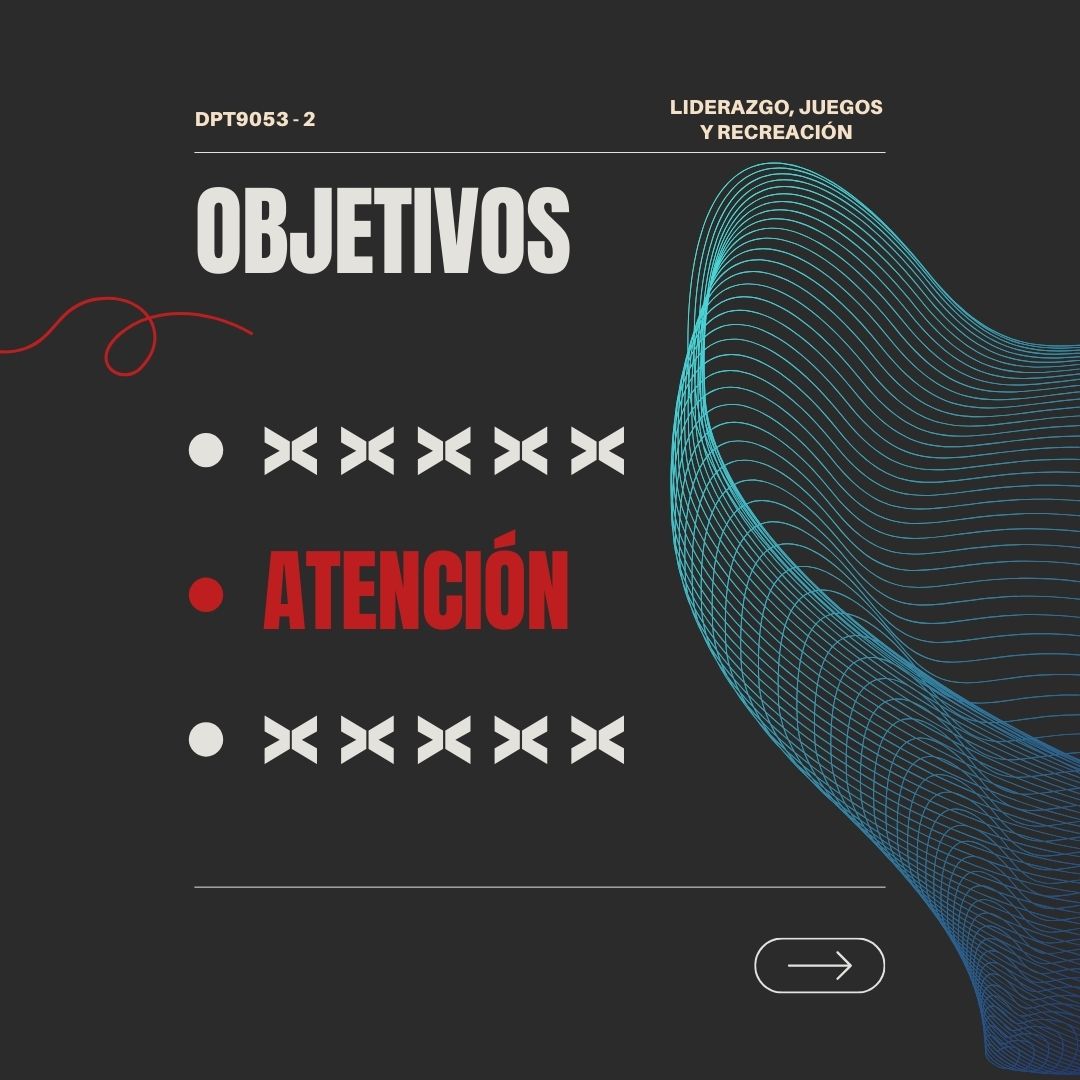 DPT9053 - 2
LIDERAZGO, JUEGOS
Y RECREACIÓN
OBJETIVOS
ATENCIÓN